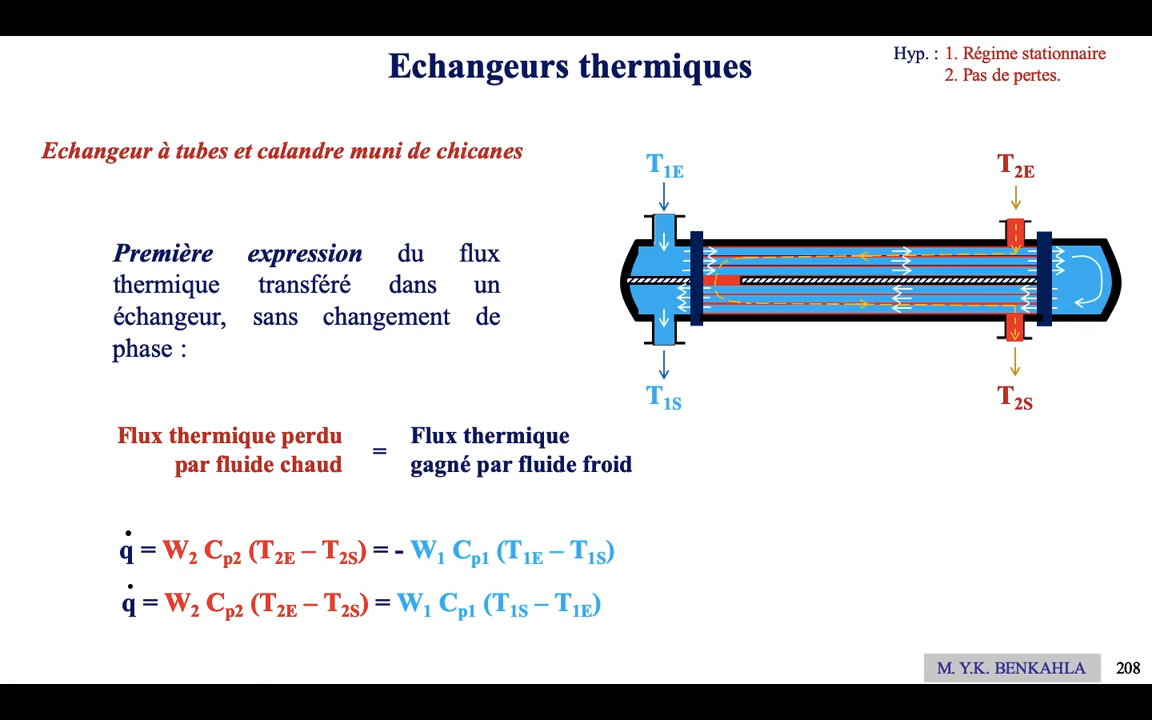 Echangeurs thermiques
Hyp. : 1. Régime stationnaire
2. Pas de pertes.
Echangeur à tubes et calandre muni de chicanes
T1E
T2E
Première expression du flux
thermique transféré dans un
échangeur, sans changement de
phase :
T1S
T2S
Flux thermique perdu
par fluide chaud
=
Flux thermique
gagné par fluide froid
q̇ = W2 Cp2 (T2E – T2S) = - W1 Cp1 (T1E – T1S)
q̇ = W2 Cp2 (T2E – T2S) = W1 Cp1 (T1S – T1E)
M. Y.K. BENKAHLA
208